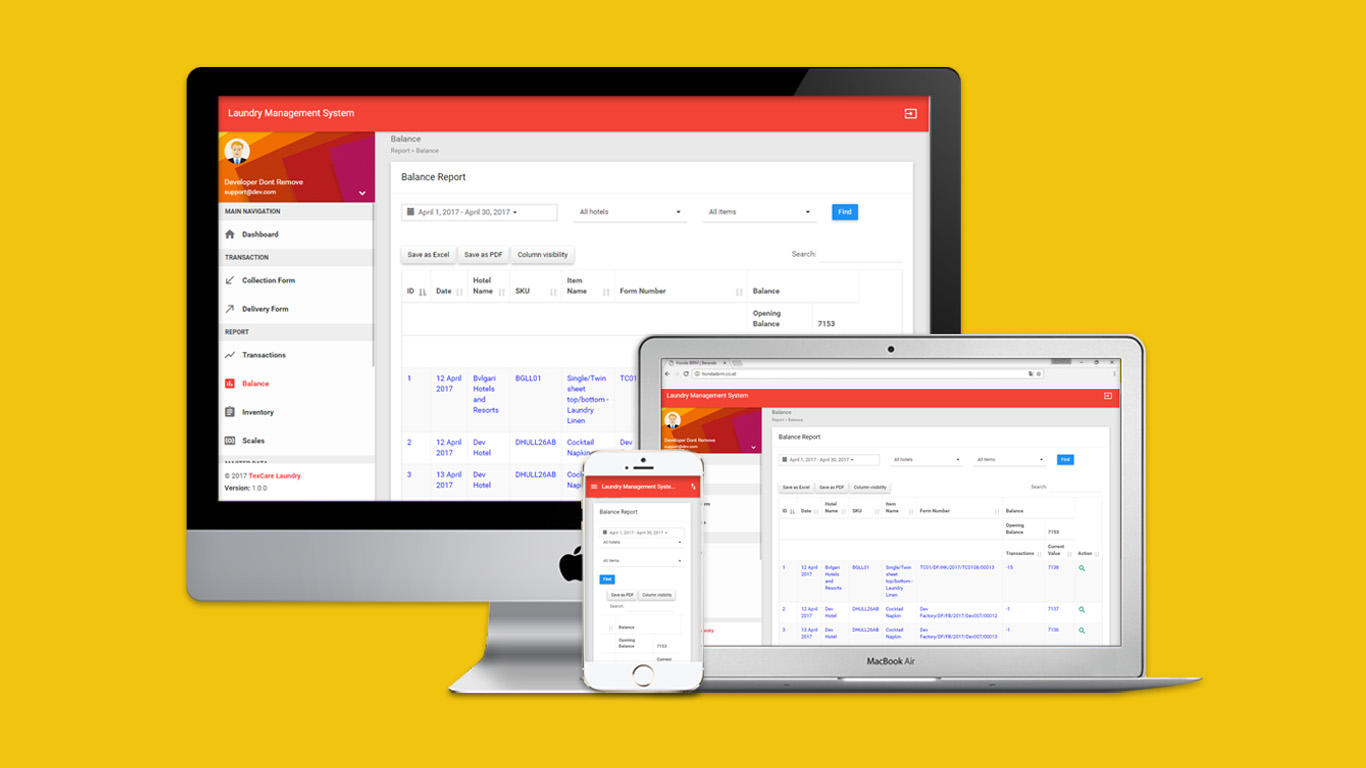 Laundry Management System
Developer Dont Remove
support@dev.com
MAIN NAVIGATION
Dashboard
TRANSACTION
Collection Form
Delivery Form
REPORT
Transactions
Balance
Inventory
Scales
© 2017 TexCare Laundry.
Version: 1.0.0
Balance
Report > Balance
Balance Report
April 1, 2017 - April 30, 2017
All hotels
All items
Find
Save as Excel
Save as PDF
Column visibility
Search:
ID Date Hotel Name SKU Item Name Form Number Balance
Opening Balance 7153
1 12 April 2017 Bvlgari Hotels and Resorts BGLL01 Single/Twin sheet top/bottom - Laundry Linen TC01
2 12 April 2017 Dev Hotel DHULL26AB Cocktail Napkin Dev
3 13 April 2017 Dev Hotel DHULL26AB
Laundry Management Syste...
Balance Report
April 1, 2017 - April 30, 2017
All hotels
All items
Find
Save as PDF
Column visibility
Search:
Balance
Opening Balance 7153
Current
Laundry Management System
Developer Dont Remove
support@dev.com
Balance
Report > Balance
Balance Report
April 1, 2017 - April 30, 2017
All hotels
All items
Find
Save as Excel
Save as PDF
Column visibility
Search:
ID Date Hotel Name SKU Item Name Form Number Balance
Opening Balance 7153
Transactions Current Value Action
1 12 April 2017 Bvlgari Hotels and Resorts BGLL01 Single/Twin sheet top/bottom - Laundry Linen TC01/DF/HK/2017/TC0108/00013 -15 7138
2 12 April 2017 Dev Hotel DHULL26AB Cocktail Napkin Dev Factory/DF/FB/2017/Dev007/00012 -1 7137
3 13 April 2017 Dev Hotel DHULL26AB Cocktail Napkin Dev Factory/DF/FB/2017/Dev007/00013 -1 7136
MacBook Air